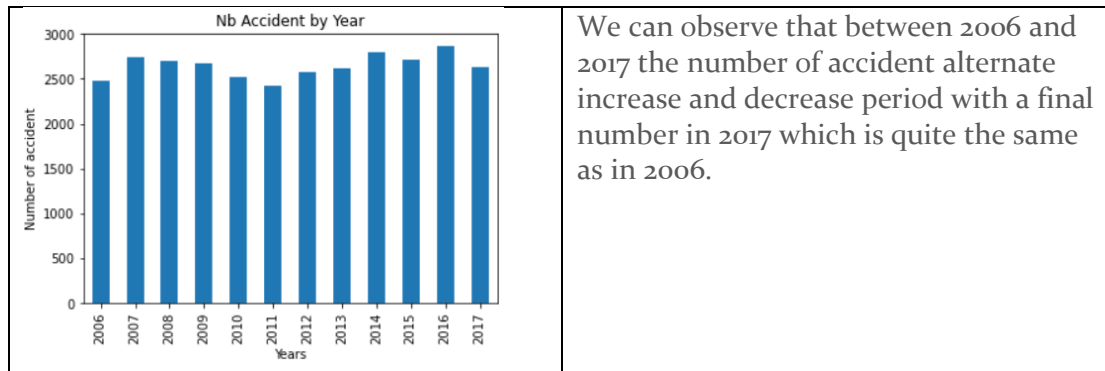 Nb Accident by Year
3000
2500
2000
1500
1000
500
0
Number of accident
2006
2007
2008
2009
2010
2011
2012
2013
2014
2015
2016
2017
Years
We can observe that between 2006 and
2017 the number of accident alternate
increase and decrease period with a final
number in 2017 which is quite the same
as in 2006.